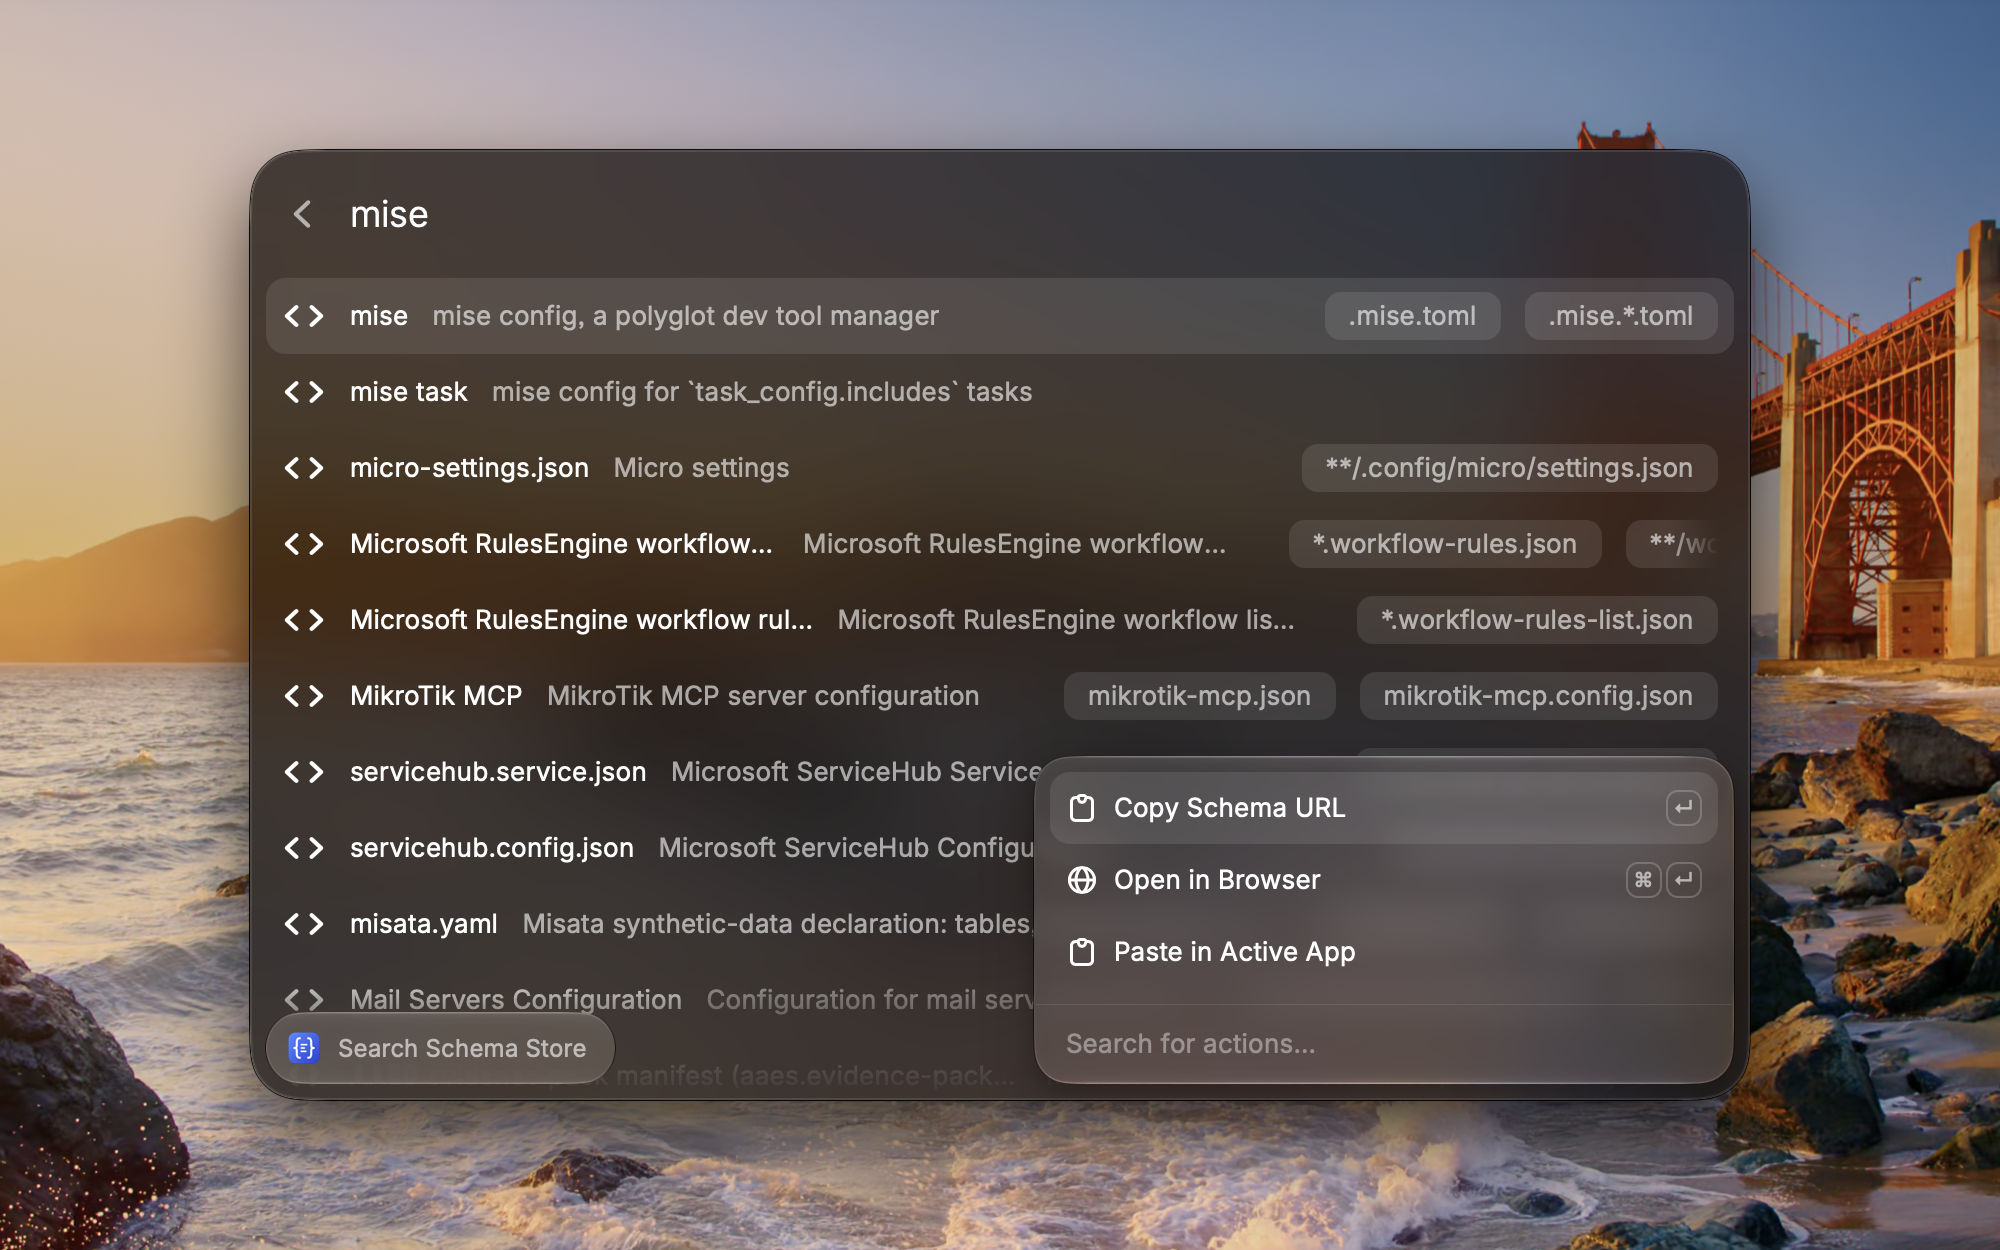 mise
mise mise config, a polyglot dev tool manager .mise.toml .mise.*.toml
mise task mise config for `task_config.includes` tasks
micro-settings.json Micro settings **/.config/micro/settings.json
Microsoft RulesEngine workflow... Microsoft RulesEngine workflow... *.workflow-rules.json **/wo
Microsoft RulesEngine workflow rul... Microsoft RulesEngine workflow lis... *.workflow-rules-list.json
MikroTik MCP MikroTik MCP server configuration mikrotik-mcp.json mikrotik-mcp.config.json
servicehub.service.json Microsoft ServiceHub Service
servicehub.config.json Microsoft ServiceHub Configu
misata.yaml Misata synthetic-data declaration: tables,
Mail Servers Configuration Configuration for mail serv
manifest (aaes.evidence-pack...
Search Schema Store
Copy Schema URL
Open in Browser ⌘
Paste in Active App
Search for actions...